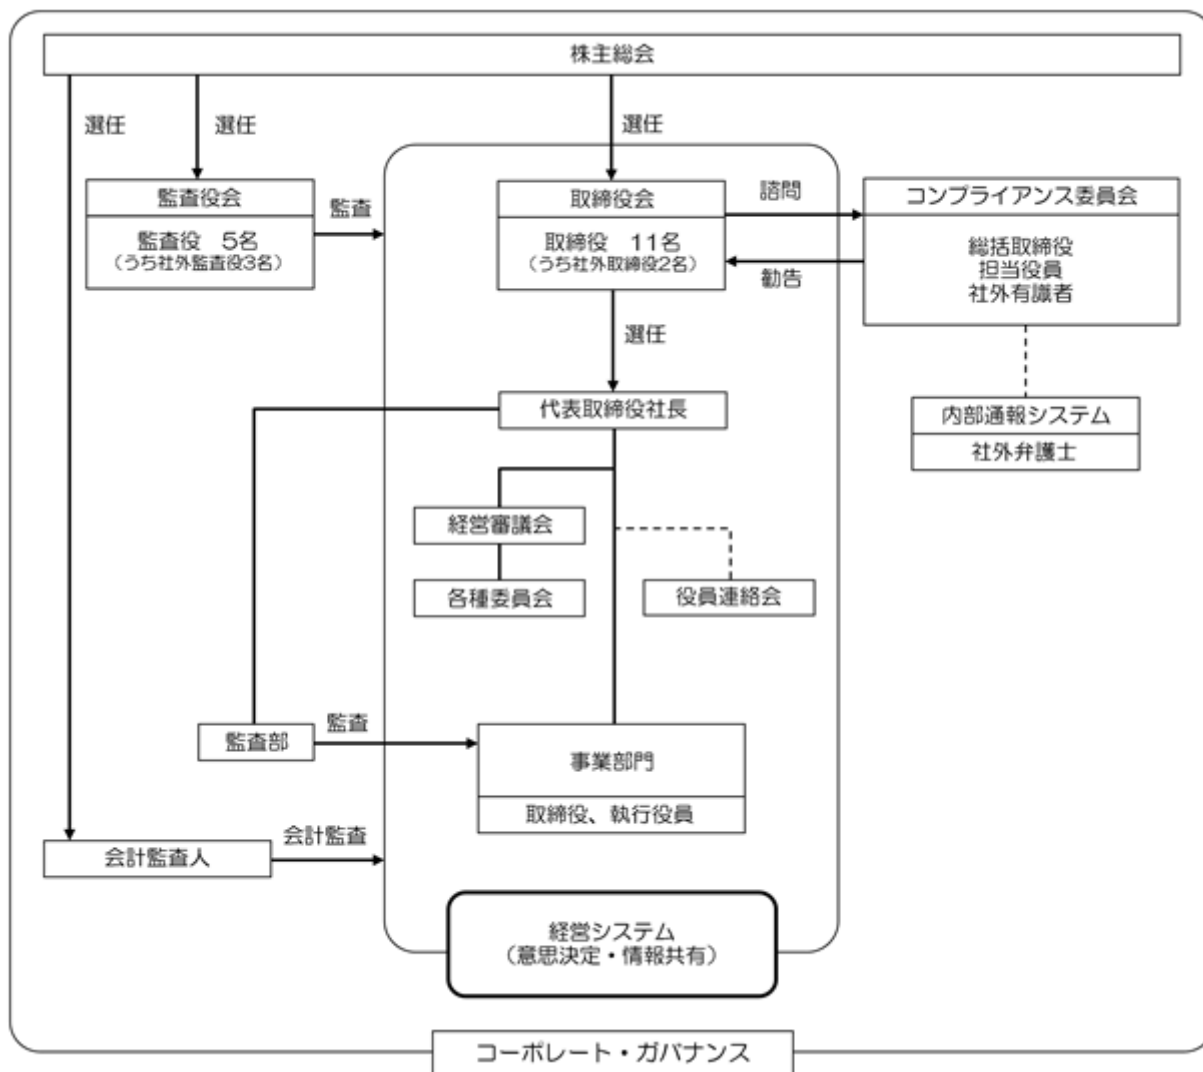 株主総会
選任
選任
選任
監査役会
監査役　5名
（うち社外監査役3名）
監査
取締役会
取締役　11名
（うち社外取締役2名）
諮問
勧告
コンプライアンス委員会
総括取締役
担当役員
社外有識者
選任
代表取締役社長
内部通報システム
社外弁護士
経営審議会
各種委員会
役員連絡会
監査部
監査
事業部門
取締役、執行役員
会計監査人
会計監査
経営システム
（意思決定・情報共有）
コーポレート・ガバナンス